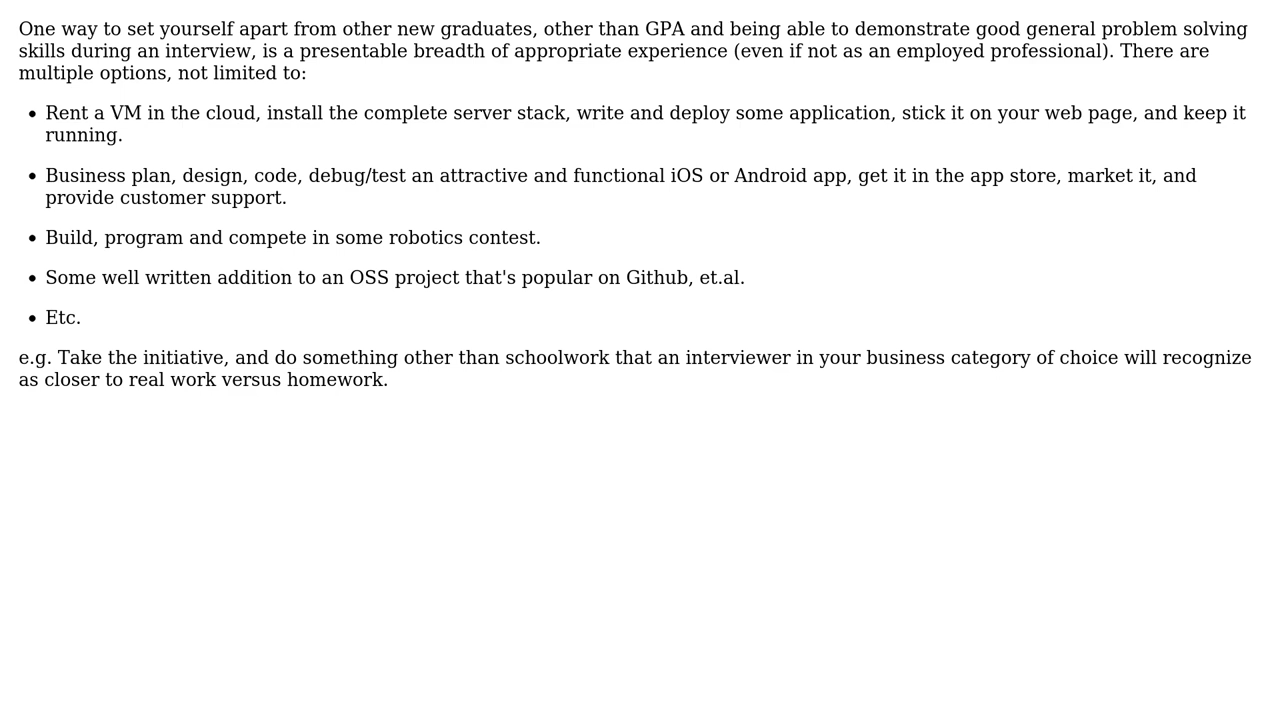 One way to set yourself apart from other new graduates, other than GPA and being able to demonstrate good general problem solving
skills during an interview, is a presentable breadth of appropriate experience (even if not as an employed professional). There are
multiple options, not limited to:
• Rent a VM in the cloud, install the complete server stack, write and deploy some application, stick it on your web page, and keep it
running.
• Business plan, design, code, debug/test an attractive and functional iOS or Android app, get it in the app store, market it, and
provide customer support.
• Build, program and compete in some robotics contest.
• Some well written addition to an OSS project that's popular on Github, et.al.
• Etc.
e.g. Take the initiative, and do something other than schoolwork that an interviewer in your business category of choice will recognize
as closer to real work versus homework.